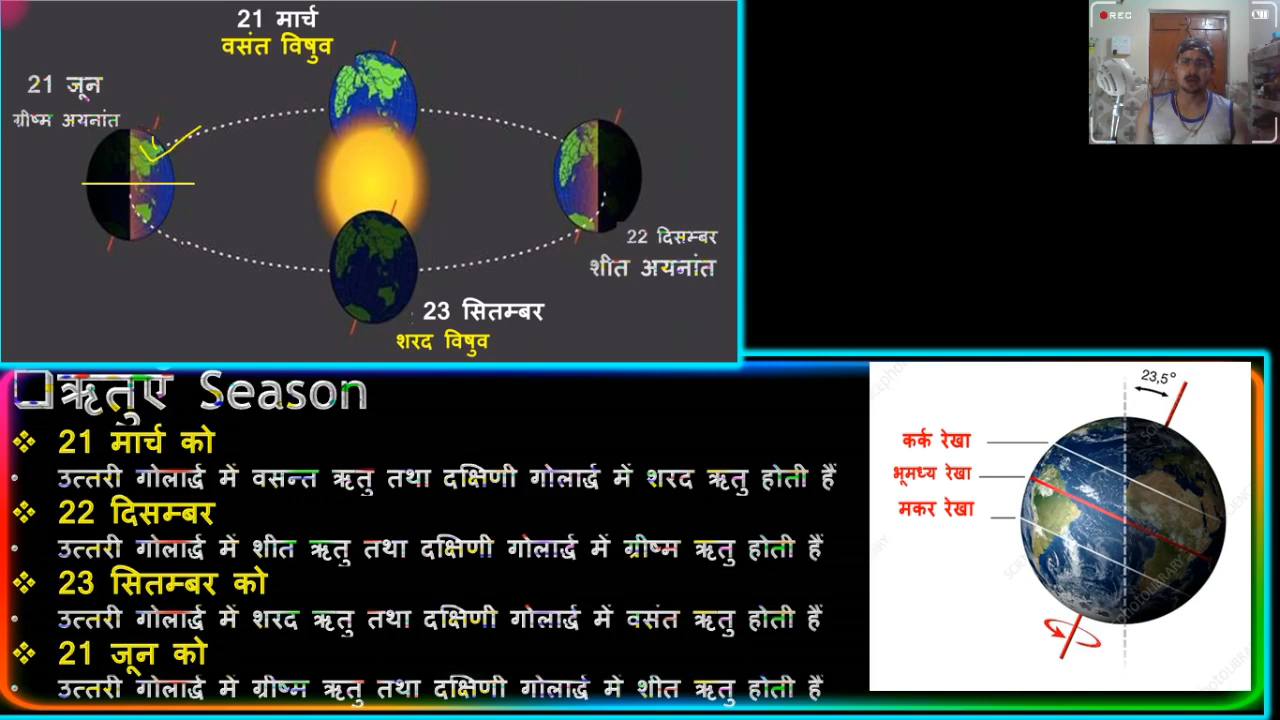 21 मार्च
वसंत विषुव
21 जून
ग्रीष्म अयनांत
22 दिसम्बर
शीत अयनांत
23 सितम्बर
शरद विषुव
REC
ऋतुए Season
21 मार्च को
उत्तरी गोलार्द्ध में वसन्त ऋतु तथा दक्षिणी गोलार्द्ध में शरद ऋतु होती हैं
22 दिसम्बर
उत्तरी गोलार्द्ध में शीत ऋतु तथा दक्षिणी गोलार्द्ध में ग्रीष्म ऋतु होती हैं
23 सितम्बर को
उत्तरी गोलार्द्ध में शरद ऋतु तथा दक्षिणी गोलार्द्ध में वसंत ऋतु होती हैं
21 जून को
उत्तरी गोलार्द्ध में ग्रीष्म ऋतु तथा दक्षिणी गोलार्द्ध में शीत ऋतु होती हैं
23,5°
कर्क रेखा
भूमध्य रेखा
मकर रेखा